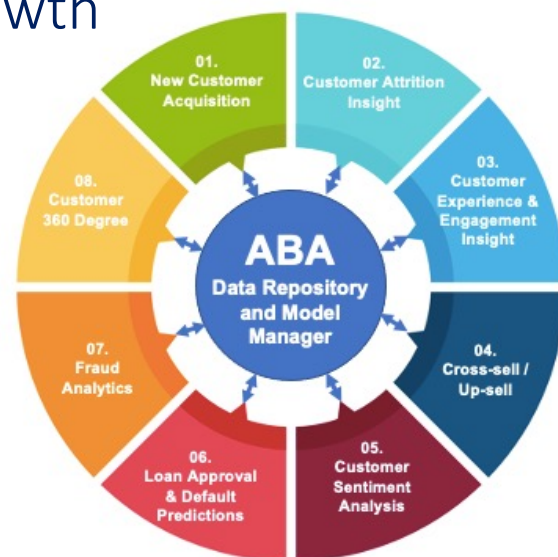 wth
01.
New Customer
Acquisition
02.
Customer Attrition
Insight
03.
Customer
Experience &
Engagement
Insight
04.
Cross-sell /
Up-sell
05.
Customer
Sentiment
Analysis
06.
Loan Approval
& Default
Predictions
07.
Fraud
Analytics
08.
Customer
360 Degree
ABA
Data Repository
and Model
Manager